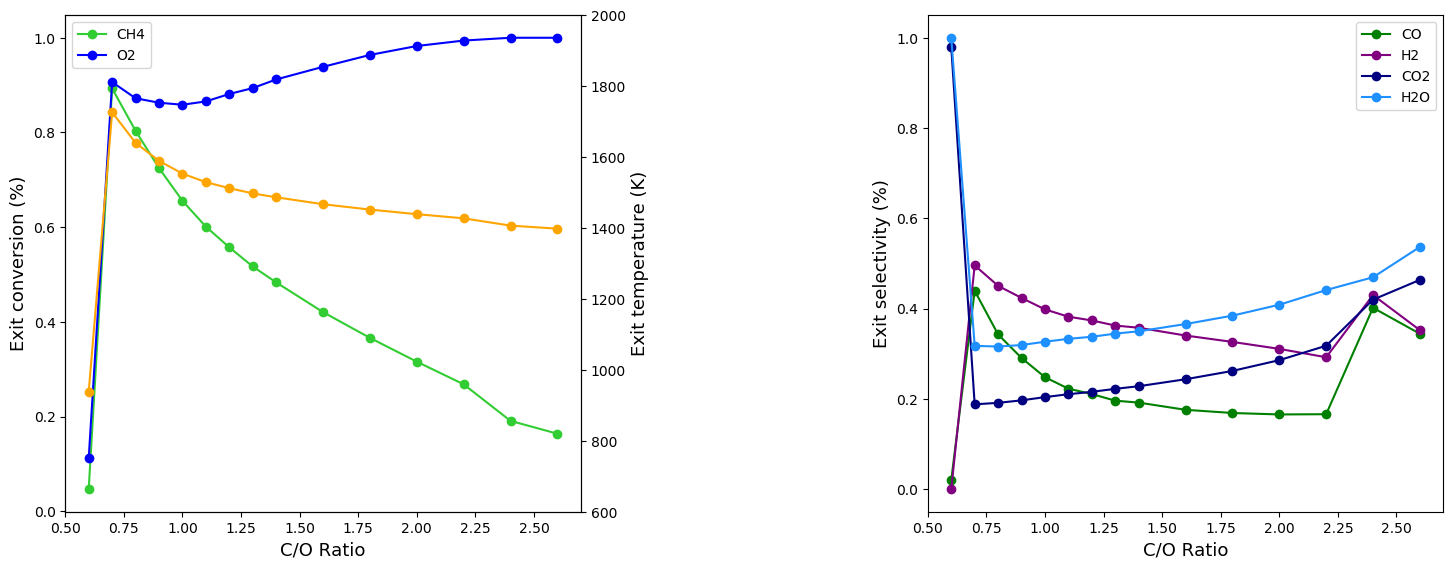 CH4
O2
Exit conversion (%)
1.0
0.8
0.6
0.4
0.2
0.0
0.50 0.75 1.00 1.25 1.50 1.75 2.00 2.25 2.50
C/O Ratio
2000
1800
1600
1400
1200
1000
800
600
Exit temperature (K)
CO
H2
CO2
H2O
Exit selectivity (%)
1.0
0.8
0.6
0.4
0.2
0.0
0.50 0.75 1.00 1.25 1.50 1.75 2.00 2.25 2.50
C/O Ratio